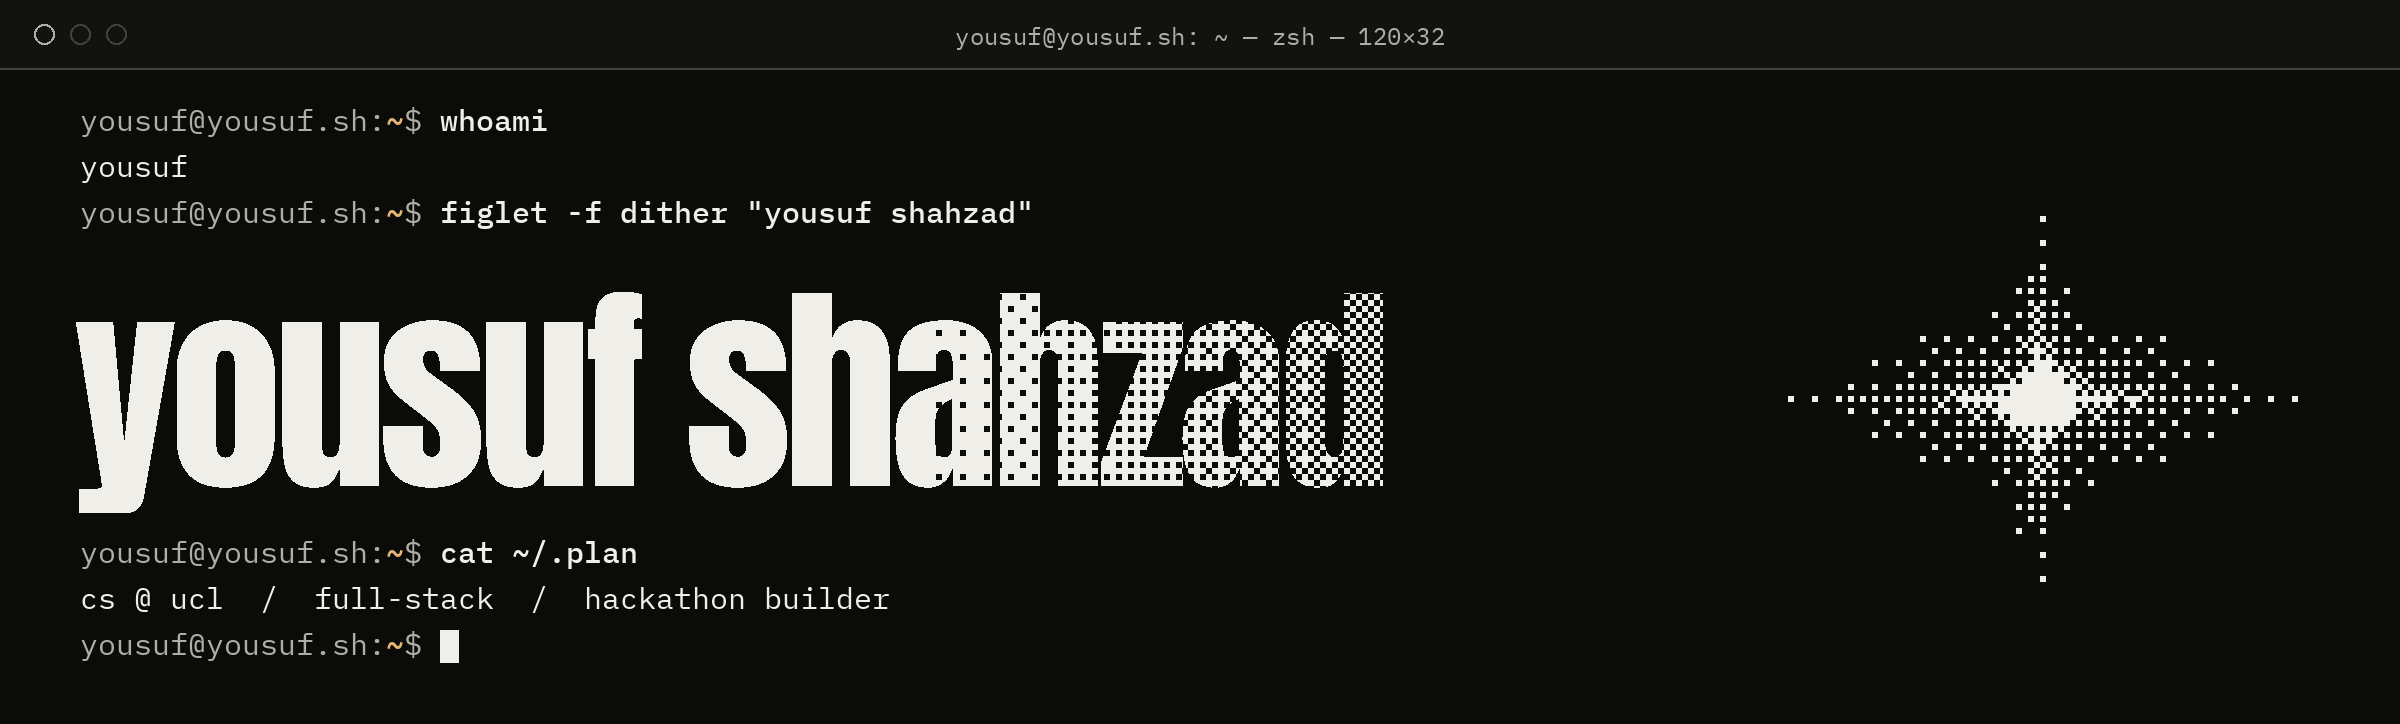 yousuf@yousuf.sh: ~ — zsh — 120×32
yousuf@yousuf.sh:~$ whoami
yousuf
yousuf@yousuf.sh:~$ figlet -f dither "yousuf shahzad"
yousuf shahzad
yousuf@yousuf.sh:~$ cat ~/.plan
cs @ ucl / full-stack / hackathon builder
yousuf@yousuf.sh:~$